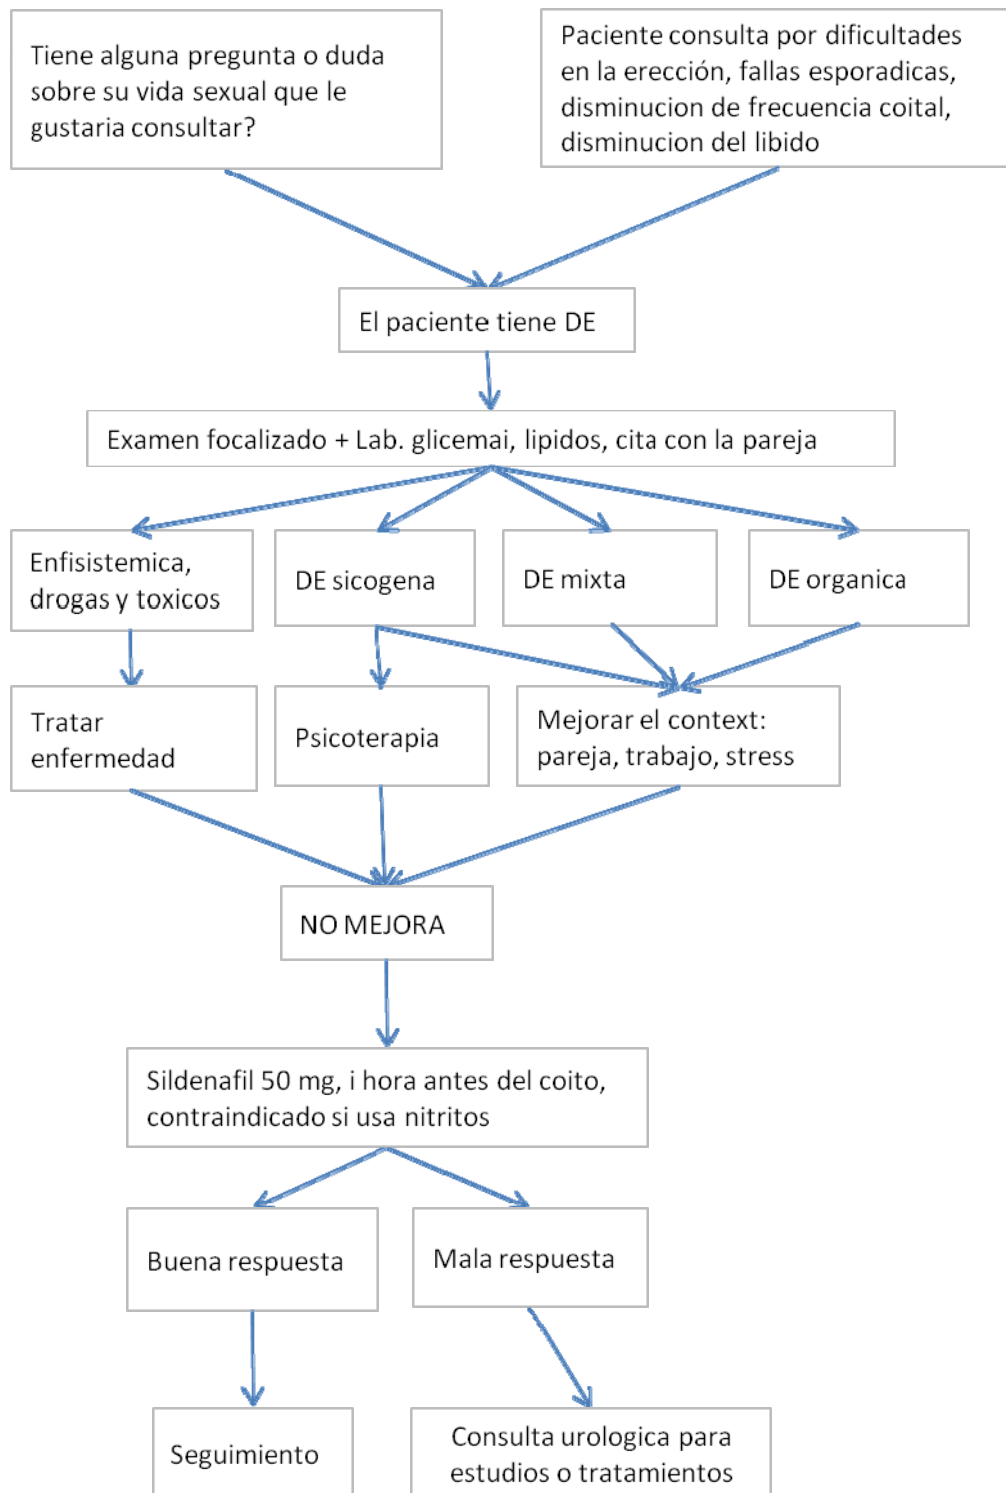 Tiene alguna pregunta o duda
sobre su vida sexual que le
gustaria consultar?
Paciente consulta por dificultades
en la erección, fallas esporadicas,
disminucion de frecuencia coital,
disminucion del libido
El paciente tiene DE
Examen focalizado + Lab. glicemai, lipidos, cita con la pareja
Enfisistemica,
drogas y toxicos
DE sicogena
DE mixta
DE organica
Tratar
enfermedad
Psicoterapia
Mejorar el context:
pareja, trabajo, stress
NO MEJORA
Sildenafil 50 mg, i hora antes del coito,
contraindicado si usa nitritos
Buena respuesta
Mala respuesta
Seguimiento
Consulta urologica para
estudios o tratamientos